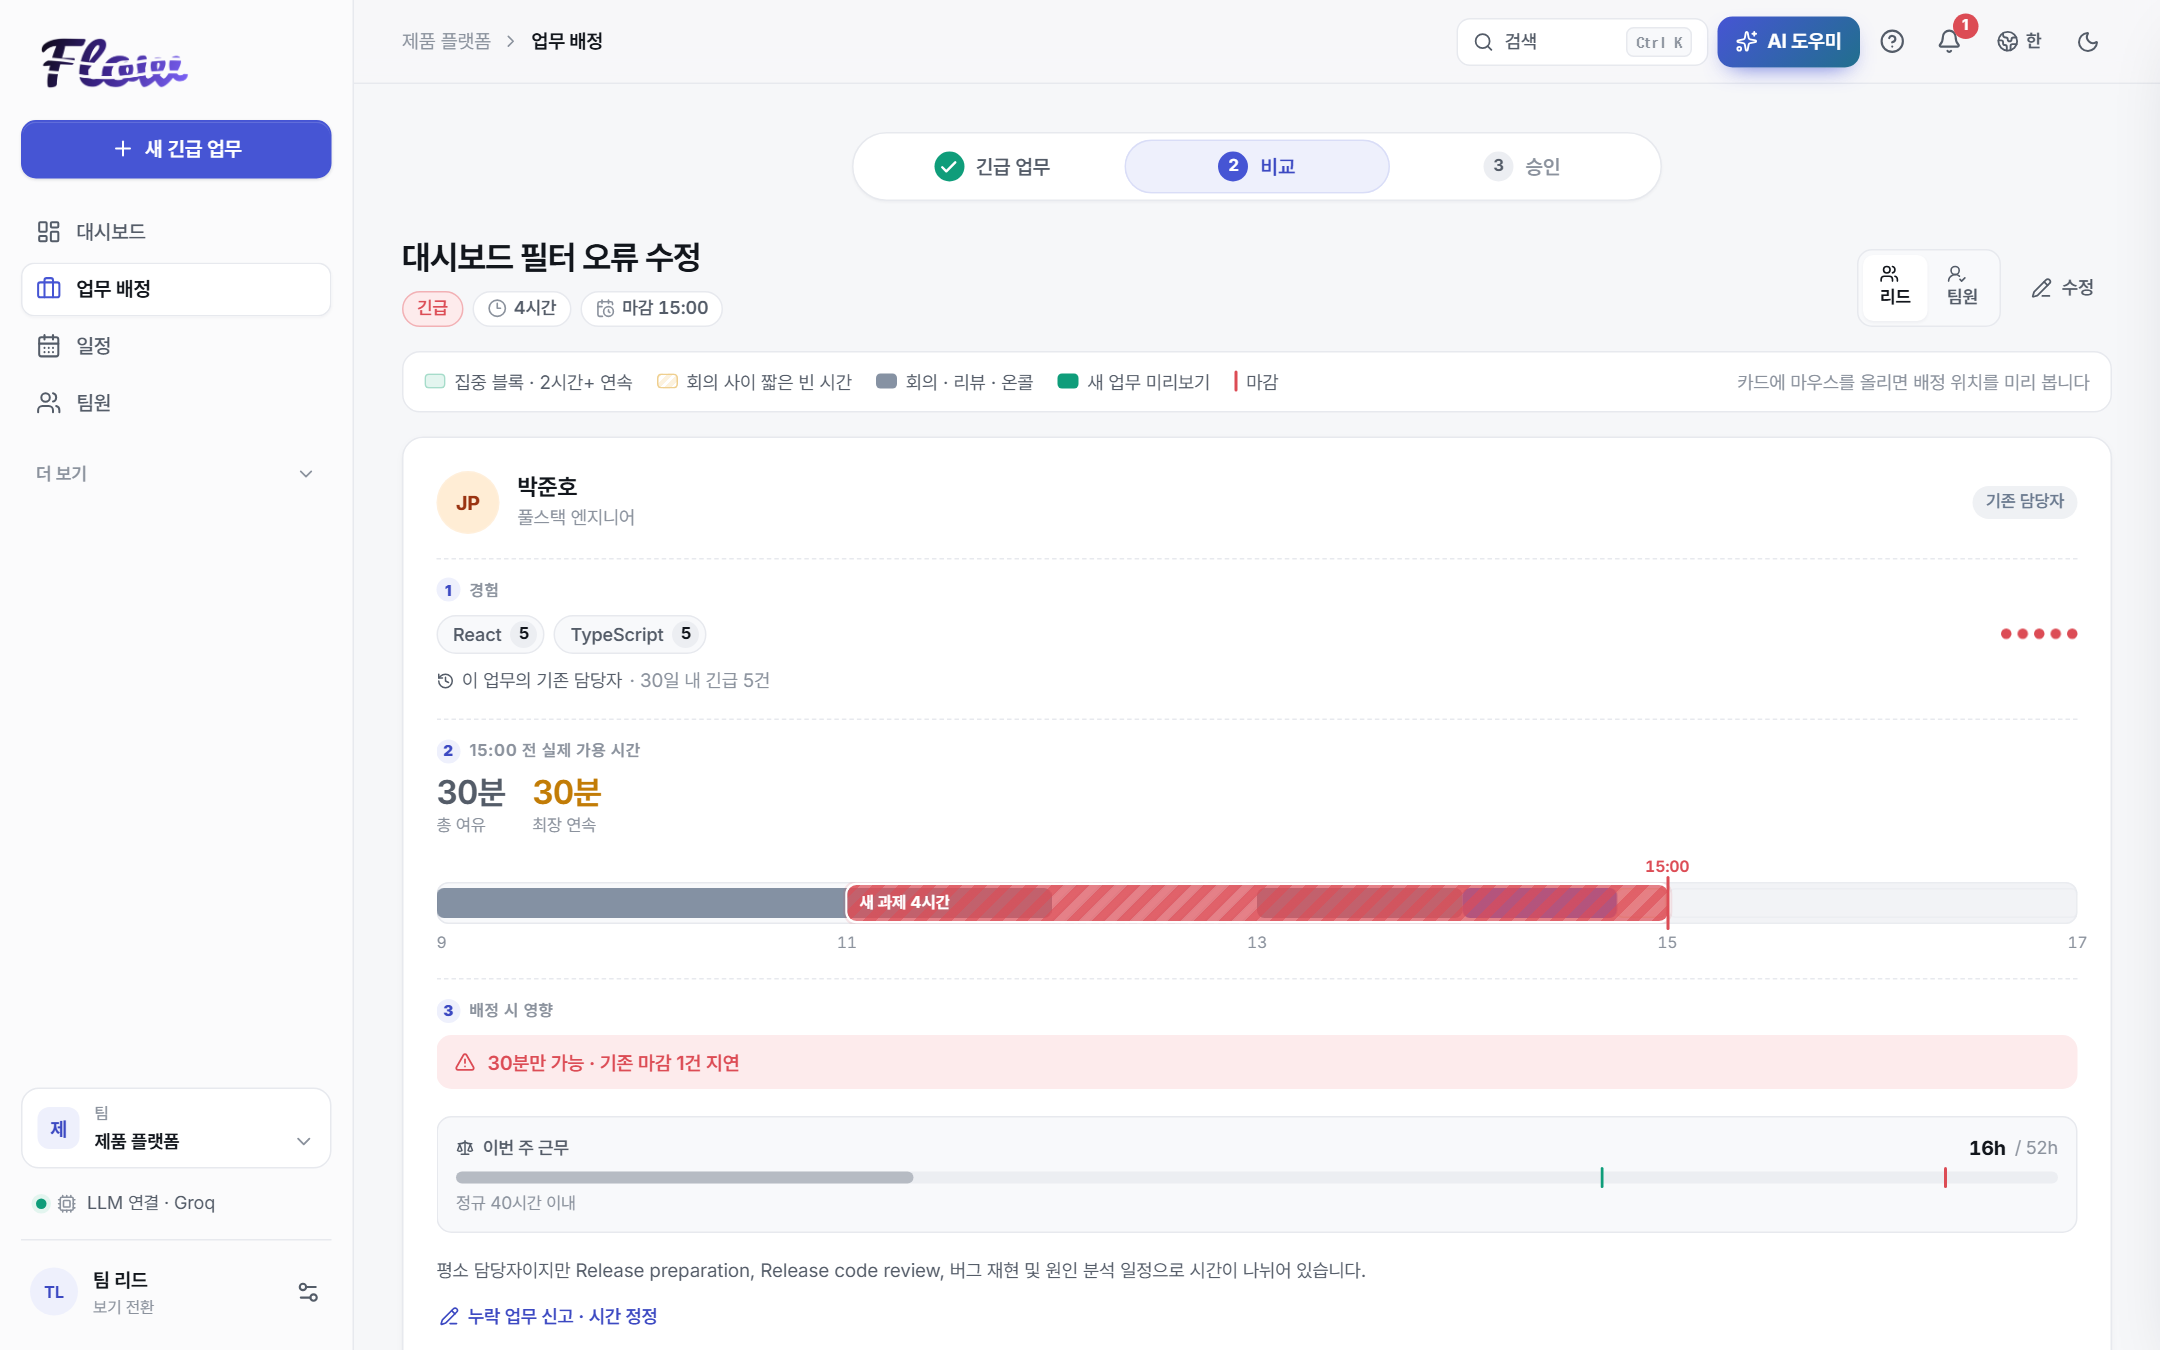 Flow
새 긴급 업무
대시보드
업무 배정
일정
팀원
더 보기
팀
제
제품 플랫폼
LLM 연결 · Groq
TL
팀 리드
보기 전환
제품 플랫폼 > 업무 배정
검색 Ctrl K
AI 도우미
1
한
긴급 업무
2 비교
3 승인
대시보드 필터 오류 수정
긴급 4시간 마감 15:00
리드
팀원
수정
집중 블록 · 2시간+ 연속 회의 사이 짧은 빈 시간 회의 · 리뷰 · 온콜 새 업무 미리보기 마감 카드에 마우스를 올리면 배정 위치를 미리 봅니다
JP
박준호
풀스택 엔지니어
기존 담당자
1 경험
React 5 TypeScript 5
이 업무의 기존 담당자 · 30일 내 긴급 5건
2 15:00 전 실제 가용 시간
30분 30분
총 여유 최장 연속
15:00
새 과제 4시간
9 11 13 15 17
3 배정 시 영향
30분만 가능 · 기존 마감 1건 지연
이번 주 근무 16h / 52h
정규 40시간 이내
평소 담당자이지만 Release preparation, Release code review, 버그 재현 및 원인 분석 일정으로 시간이 나뉘어 있습니다.
누락 업무 신고 · 시간 정정